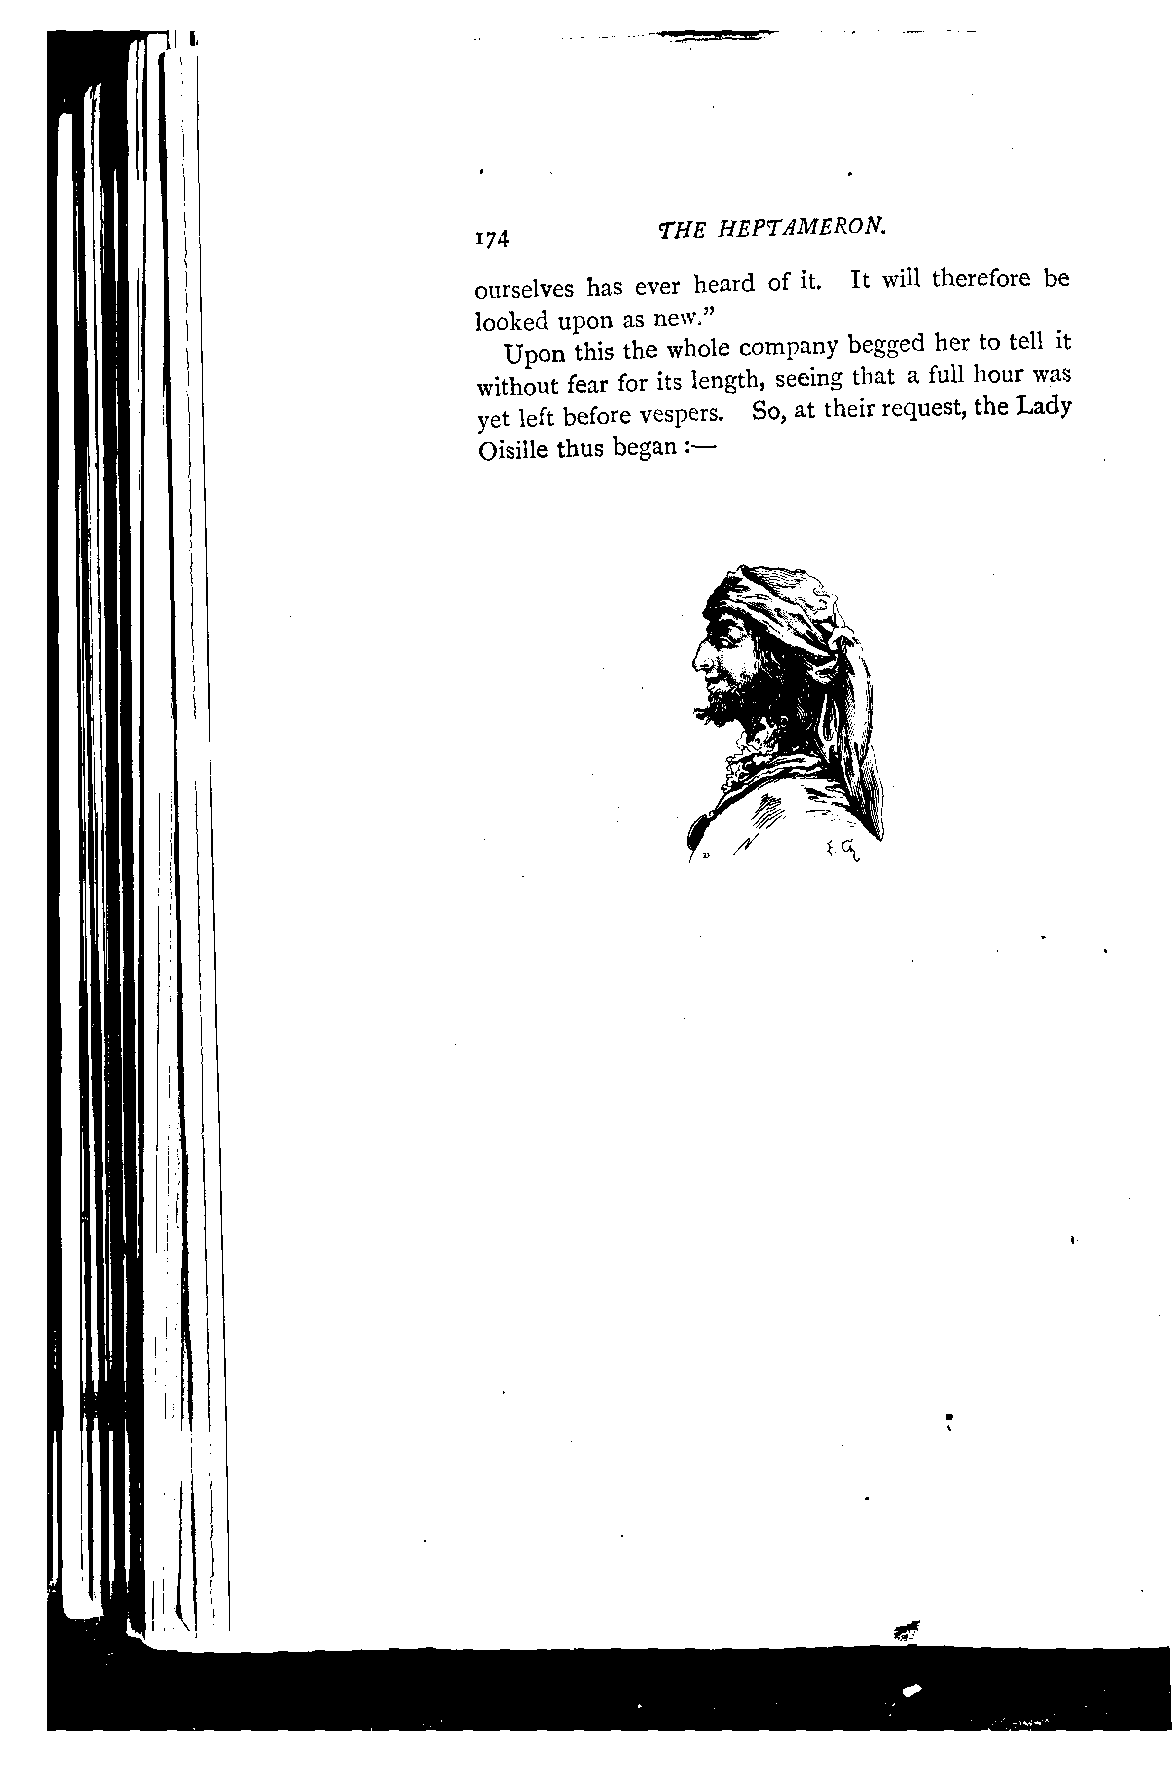 174 THE HEPTAMERON.
ourselves has ever heard of it. It will therefore be
looked upon as new.”
Upon this the whole company begged her to tell it
without fear for its length, seeing that a full hour was
yet left before vespers. So, at their request, the Lady
Oisille thus began :—